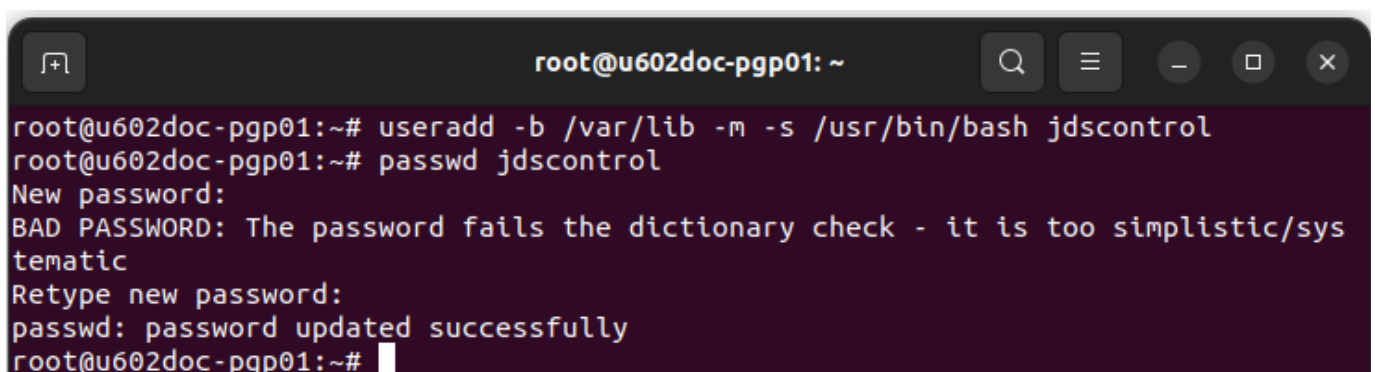 root@u602doc-pgp01: ~
root@u602doc-pgp01:~# useradd -b /var/lib -m -s /usr/bin/bash jdscontrol
root@u602doc-pgp01:~# passwd jdscontrol
New password:
BAD PASSWORD: The password fails the dictionary check - it is too simplistic/sys
tematic
Retype new password:
passwd: password updated successfully
root@u602doc-pgp01:~#